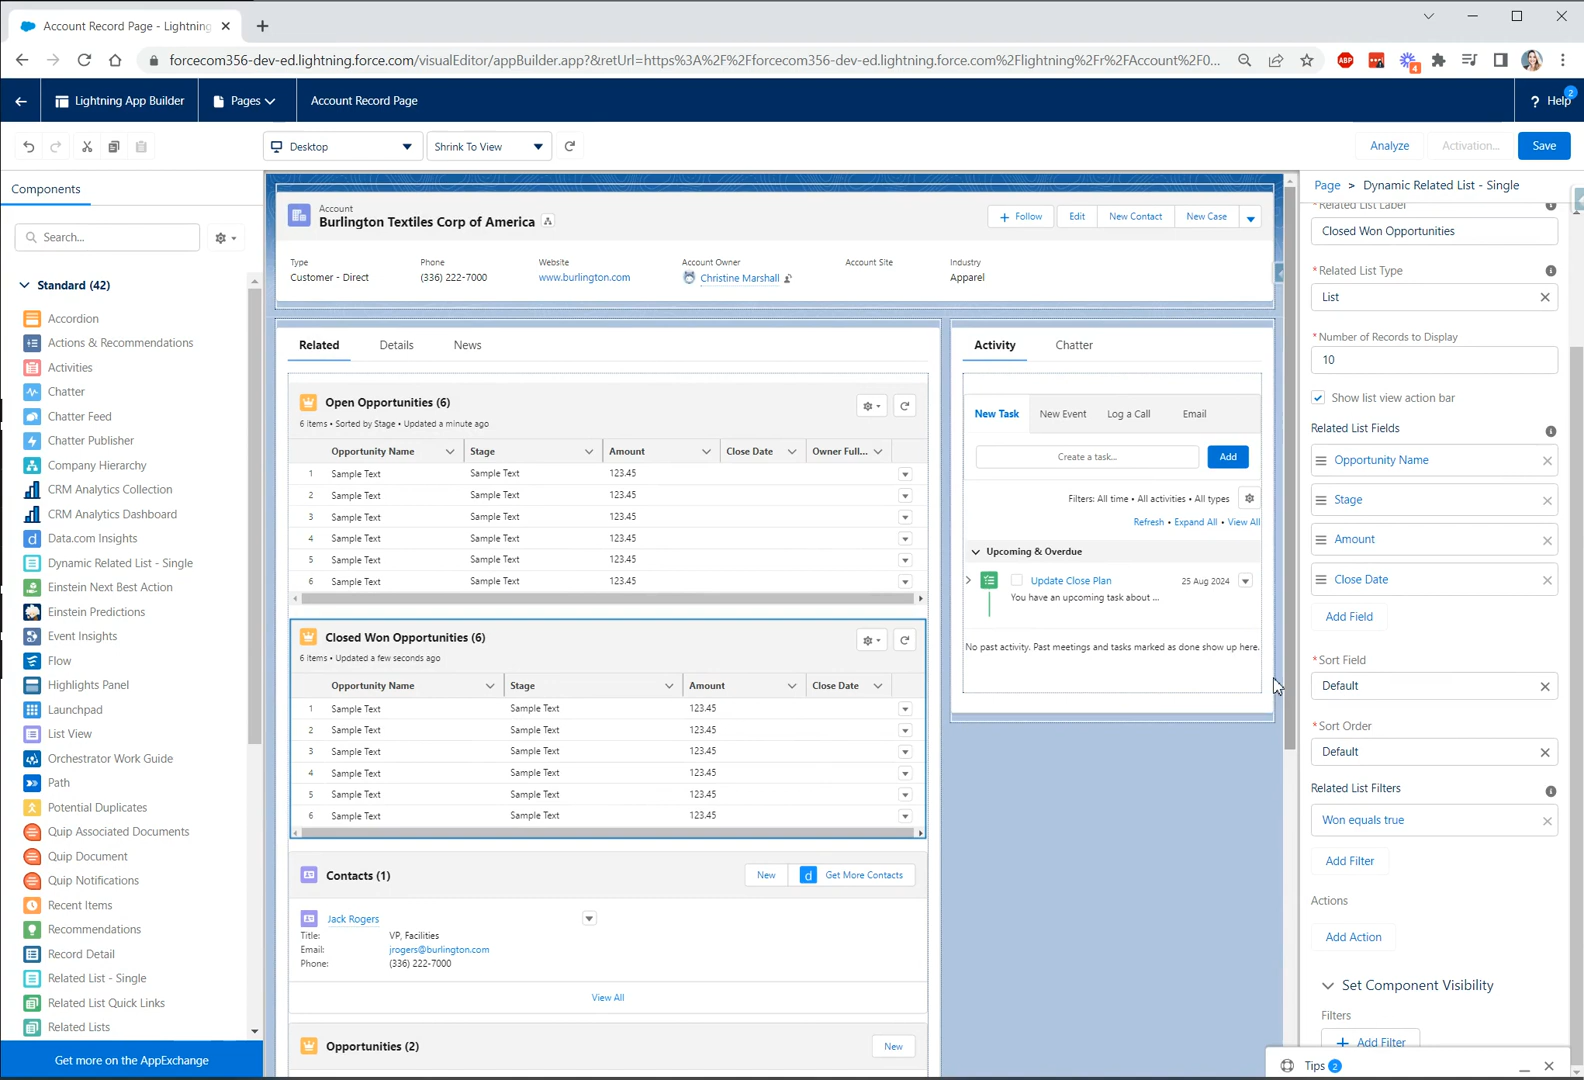 Account Record Page - Lightning
forcecom356-dev-ed.lightning.force.com/visualEditor/appBuilder.app?&retUrl=https%3A%2F%2Fforcecom356-dev-ed.lightning.force.com%2Flightning%2Fr%2FAccount%2F0...
ABP
4
Lightning App Builder
Pages
Account Record Page
? Help
2
Desktop
Shrink To View
Analyze
Activation...
Save
Components
Search...
Standard (42)
Accordion
Actions & Recommendations
Activities
Chatter
Chatter Feed
Chatter Publisher
Company Hierarchy
CRM Analytics Collection
CRM Analytics Dashboard
Data.com Insights
Dynamic Related List - Single
Einstein Next Best Action
Einstein Predictions
Event Insights
Flow
Highlights Panel
Launchpad
List View
Orchestrator Work Guide
Path
Potential Duplicates
Quip Associated Documents
Quip Document
Quip Notifications
Recent Items
Recommendations
Record Detail
Related List - Single
Related List Quick Links
Related Lists
Get more on the AppExchange
Account
Burlington Textiles Corp of America
+ Follow
Edit
New Contact
New Case
Type Phone Website Account Owner Account Site Industry
Customer - Direct (336) 222-7000 www.burlington.com Christine Marshall Apparel
Related Details News
Open Opportunities (6)
6 items • Sorted by Stage • Updated a minute ago
Opportunity Name Stage Amount Close Date Owner Full...
1 Sample Text Sample Text 123.45
2 Sample Text Sample Text 123.45
3 Sample Text Sample Text 123.45
4 Sample Text Sample Text 123.45
5 Sample Text Sample Text 123.45
6 Sample Text Sample Text 123.45
Closed Won Opportunities (6)
6 items • Updated a few seconds ago
Opportunity Name Stage Amount Close Date
1 Sample Text Sample Text 123.45
2 Sample Text Sample Text 123.45
3 Sample Text Sample Text 123.45
4 Sample Text Sample Text 123.45
5 Sample Text Sample Text 123.45
6 Sample Text Sample Text 123.45
Contacts (1)
New
d Get More Contacts
Jack Rogers
Title: VP, Facilities
Email: jrogers@burlington.com
Phone: (336) 222-7000
View All
Opportunities (2)
New
Activity Chatter
New Task New Event Log a Call Email
Create a task...
Add
Filters: All time • All activities • All types
Refresh • Expand All • View All
Upcoming & Overdue
Update Close Plan 25 Aug 2024
You have an upcoming task about ...
No past activity. Past meetings and tasks marked as done show up here.
Page > Dynamic Related List - Single
*Related List Label
Closed Won Opportunities
*Related List Type
List
*Number of Records to Display
10
Show list view action bar
Related List Fields
Opportunity Name
Stage
Amount
Close Date
Add Field
*Sort Field
Default
*Sort Order
Default
Related List Filters
Won equals true
Add Filter
Actions
Add Action
Set Component Visibility
Filters
+ Add Filter
Tips 2